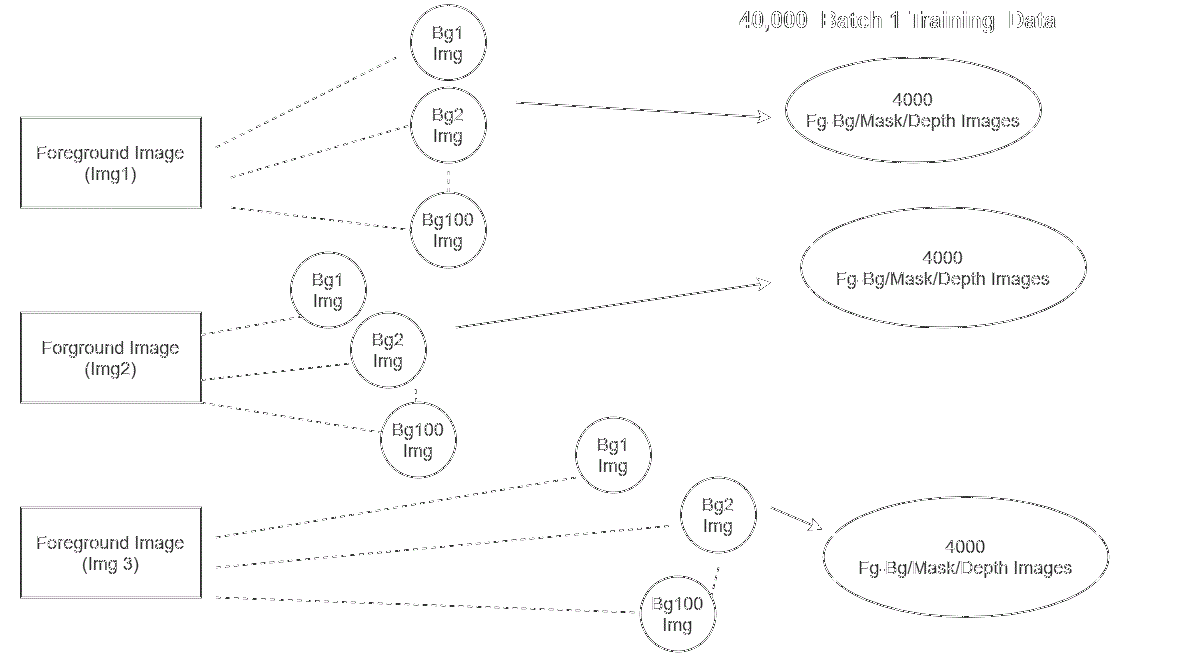 40,000 Batch 1 Training Data
Bg1
Img
Bg2
Img
Bg100
Img
Foreground Image
(Img1)
4000
Fg-Bg/Mask/Depth Images
Bg1
Img
Bg2
Img
Bg100
Img
Forground Image
(Img2)
4000
Fg-Bg/Mask/Depth Images
Bg1
Img
Bg2
Img
Bg100
Img
Foreground Image
(Img 3)
4000
Fg-Bg/Mask/Depth Images